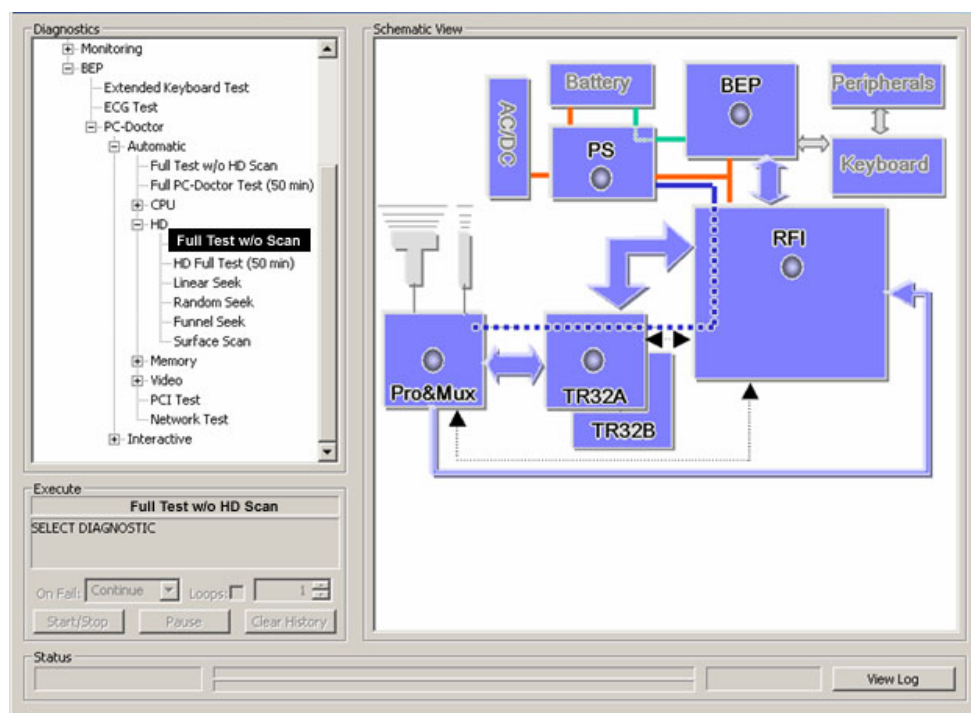 Diagnostics
Monitoring
BEP
Extended Keyboard Test
ECG Test
PC-Doctor
Automatic
Full Test w/o HD Scan
Full PC-Doctor Test (50 min)
CPU
HD
Full Test w/o Scan
HD Full Test (50 min)
Linear Seek
Random Seek
Funnel Seek
Surface Scan
Memory
Video
PCI Test
Network Test
Interactive
Execute
Full Test w/o HD Scan
SELECT DIAGNOSTIC
On Fail: Continue Loops: 1
Start/Stop Pause Clear History
Schematic View
AC/DC
Battery
PS
BEP
Peripherals
Keyboard
RFI
Pro&Mux
TR32A
TR32B
Status
View Log